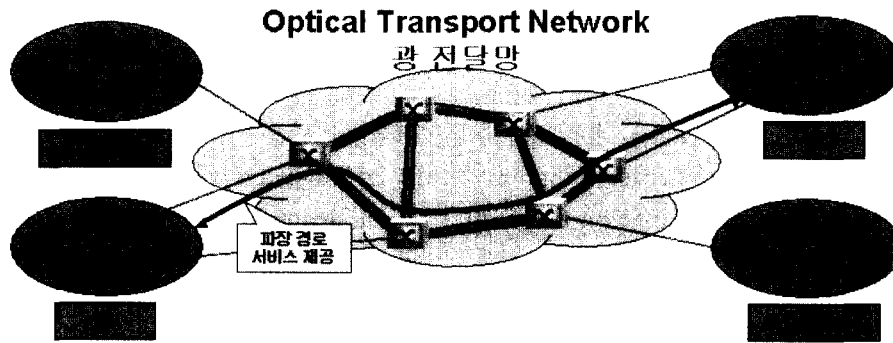 Optical Transport Network
광 전달망
파장 경로
서비스 제공